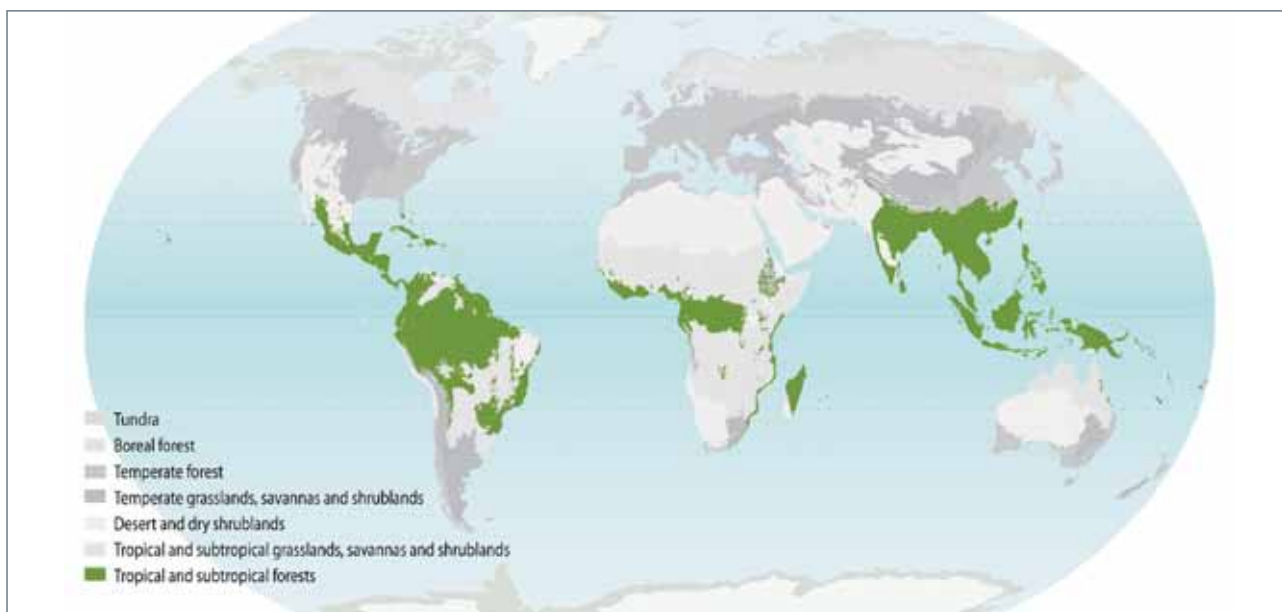 Tundra
Boreal forest
Temperate forest
Temperate grasslands, savannas and shrublands
Desert and dry shrublands
Tropical and subtropical grasslands, savannas and shrublands
Tropical and subtropical forests